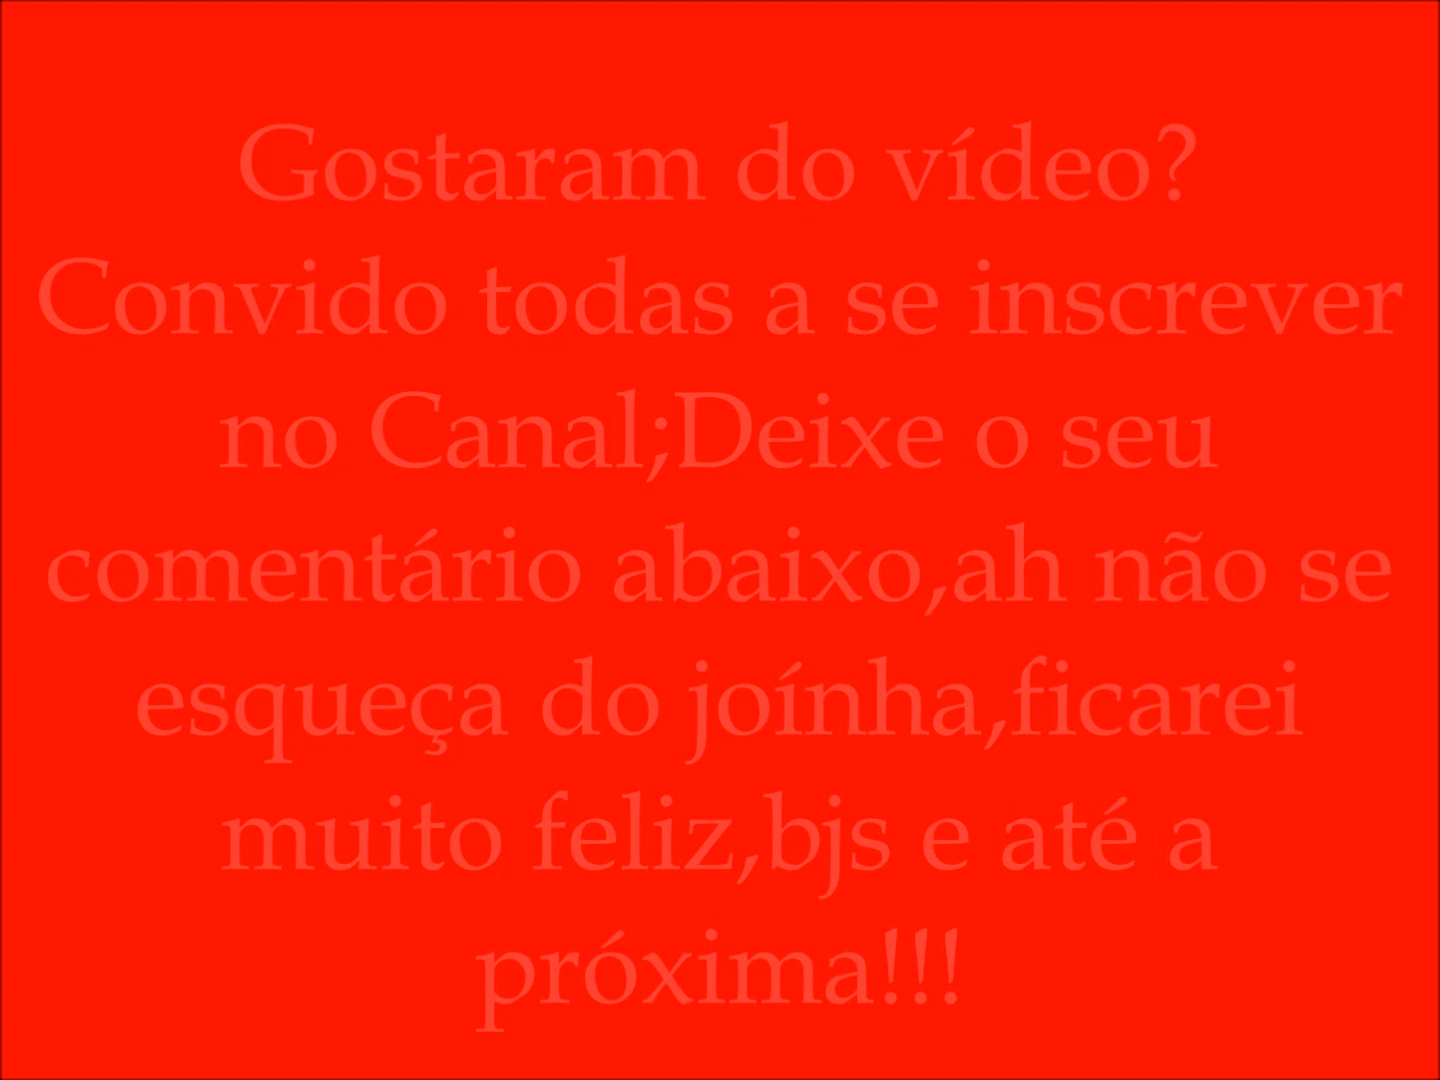 Gostaram do vídeo?
Convido todas a se inscrever
no Canal;Deixe o seu
comentário abaixo,ah não se
esqueça do joínha,ficarei
muito feliz,bjs e até a
próxima!!!